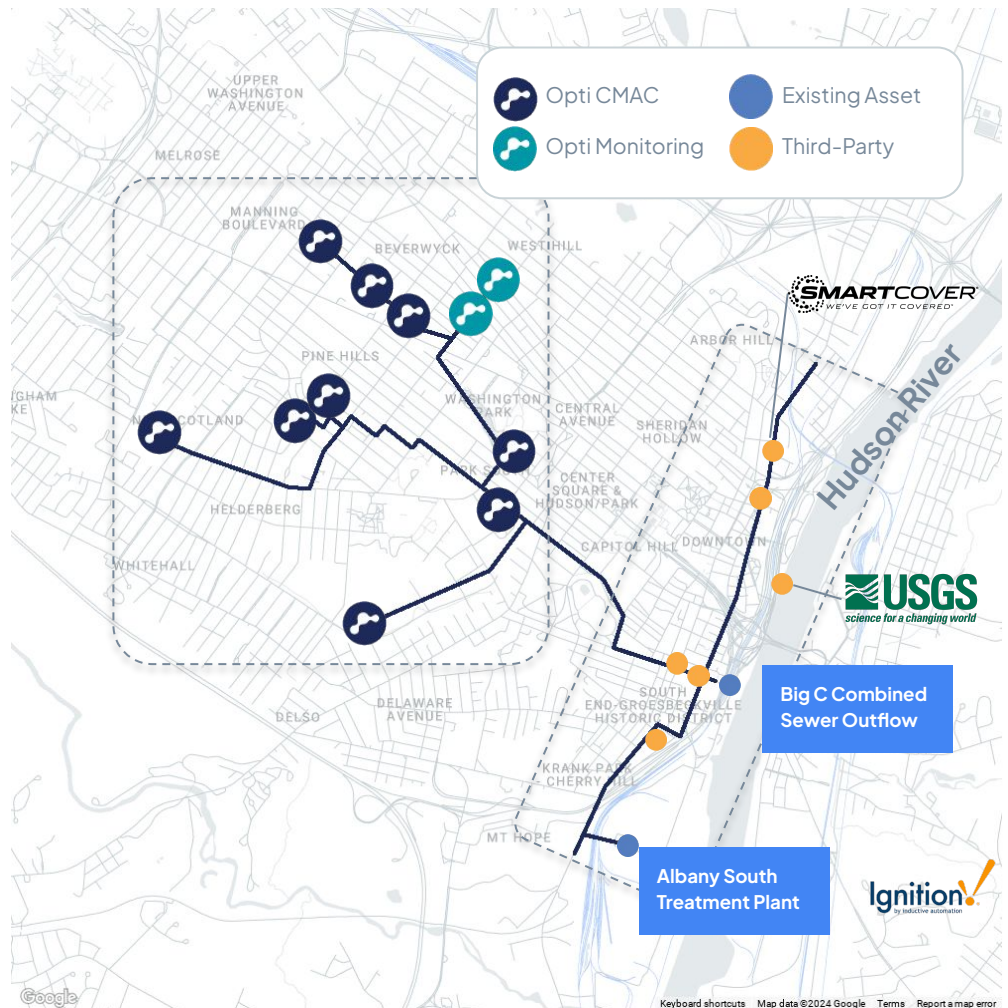 Opti CMAC
Existing Asset
Opti Monitoring
Third-Party
UPPER
WASHINGTON
AVENUE
MELROSE
MANNING
BOULEVARD
BEVERWYCK
WEST HILL
SMARTCOVER
WE'VE GOT IT COVERED
ARBOR HILL
PINE HILLS
Hudson River
WASHINGTON
PARK
CENTRAL
AVENUE
SHERIDAN
HOLLOW
CENTER
SQUARE &
HUDSON/PARK
HELDERBERG
CAPITOL HILL
DOWNTOWN
WHITEHALL
USGS
science for a changing world
SOUTH
END-GROESBECKVILLE
HISTORIC DISTRICT
DELAWARE
AVENUE
DELSO
Big C Combined
Sewer Outflow
KRANK PARK
- CHERRY HILL
MT HOPE
Albany South
Treatment Plant
Ignition!
by inductive automation
Google
Keyboard shortcuts Map data ©2024 Google Terms Report a map error